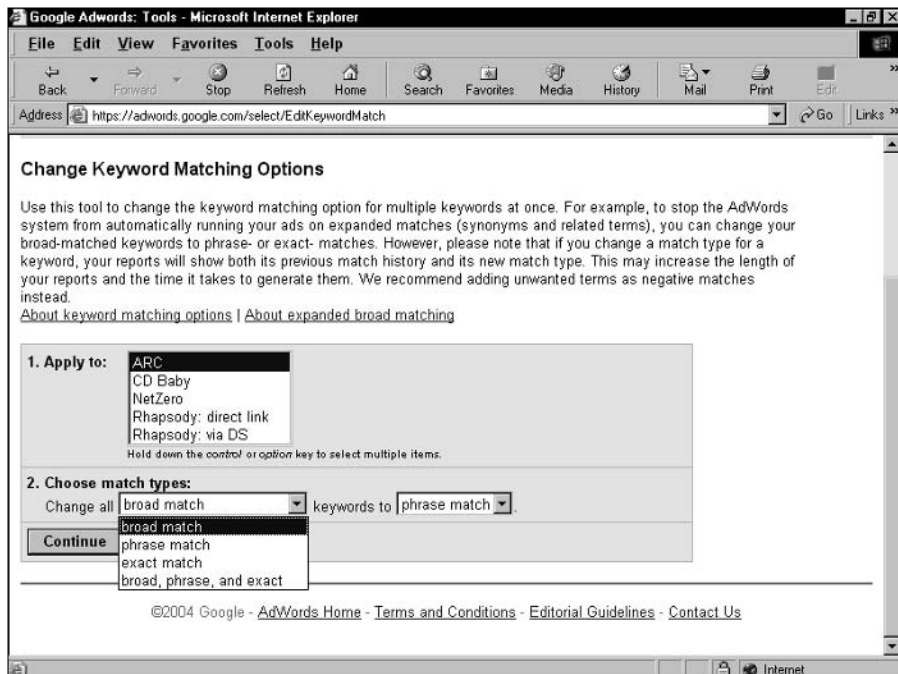 Google Adwords: Tools - Microsoft Internet Explorer
File Edit View Favorites Tools Help
Back Forward Stop Refresh Home Search Favorites Media History Mail Print Edit
Address https://adwords.google.com/select/EditKeywordMatch Go Links
Change Keyword Matching Options
Use this tool to change the keyword matching option for multiple keywords at once. For example, to stop the AdWords
system from automatically running your ads on expanded matches (synonyms and related terms), you can change your
broad-matched keywords to phrase- or exact- matches. However, please note that if you change a match type for a
keyword, your reports will show both its previous match history and its new match type. This may increase the length of
your reports and the time it takes to generate them. We recommend adding unwanted terms as negative matches
instead.
About keyword matching options | About expanded broad matching
1. Apply to: ARC
CD Baby
NetZero
Rhapsody: direct link
Rhapsody: via DS
Hold down the control or option key to select multiple items.
2. Choose match types:
Change all broad match keywords to phrase match .
broad match
Continue phrase match
exact match
broad, phrase, and exact
©2004 Google - AdWords Home - Terms and Conditions - Editorial Guidelines - Contact Us
Internet